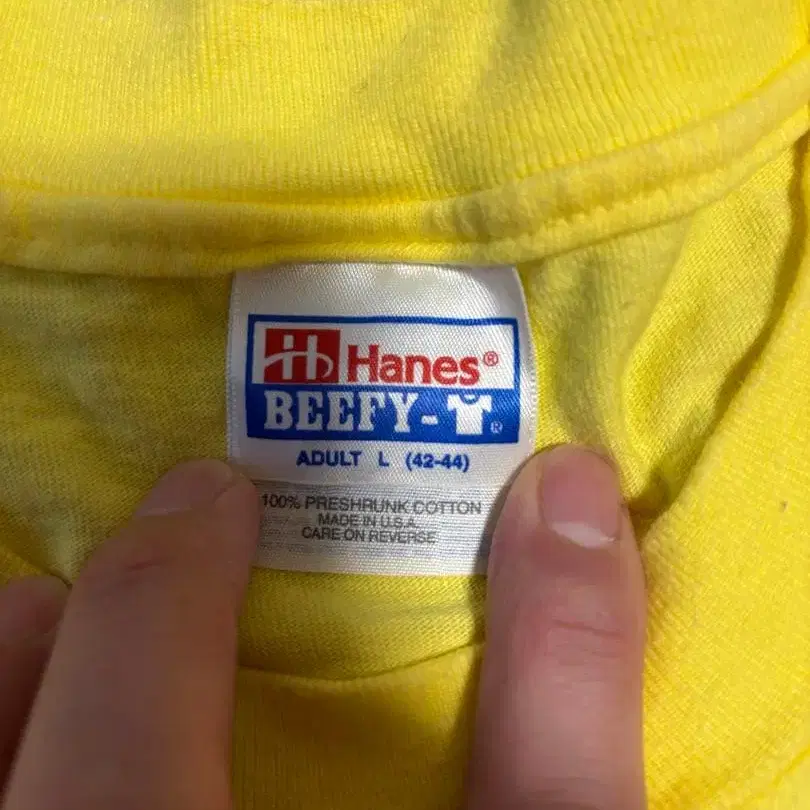 Hanes®
BEEFY-®
ADULT L (42-44)
100% PRESHRUNK COTTON
MADE IN U.S.A.
CARE ON REVERSE